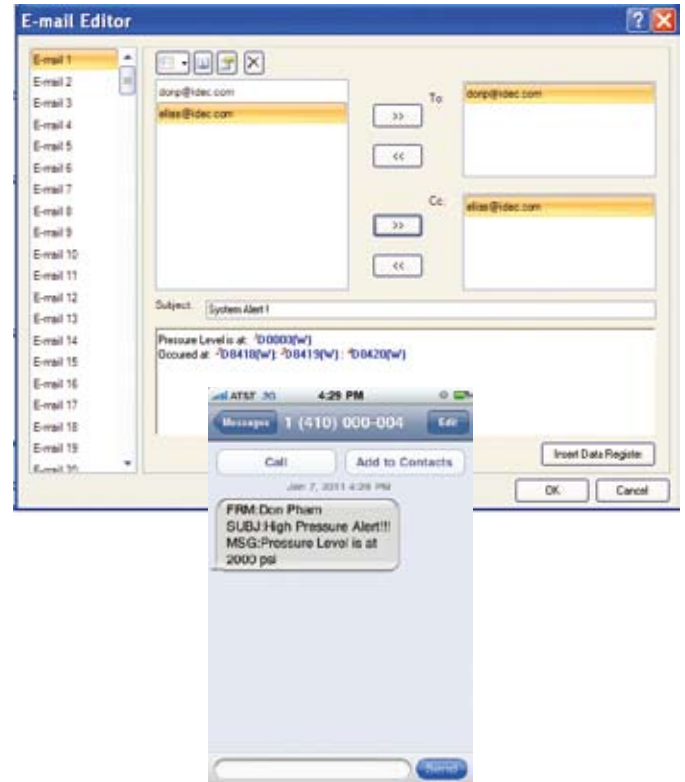 E-mail Editor
E-mail 1
E-mail 2
E-mail 3
E-mail 4
E-mail 5
E-mail 6
E-mail 7
E-mail 8
E-mail 9
E-mail 10
E-mail 11
E-mail 12
E-mail 13
E-mail 14
E-mail 15
E-mail 16
E-mail 17
E-mail 18
E-mail 19
E-mail 20
donp@idec.com
elias@idec.com
>>
<<
To:
donp@idec.com
Cc:
>>
<<
elias@idec.com
Subject:
System Alert !
Pressure Level is at: D0000(W)
Occured at: D8418(W): D8419(W) : D8420(W)
Insert Data Register
OK
Cancel
AT&T 3G 4:29 PM
Messages 1 (410) 000-004 Edit
Call
Add to Contacts
Jan 7, 2011 4:29 PM
FRM:Don Pham
SUBJ:High Pressure Alert!!!
MSG:Pressure Level is at
2000 psi
Send